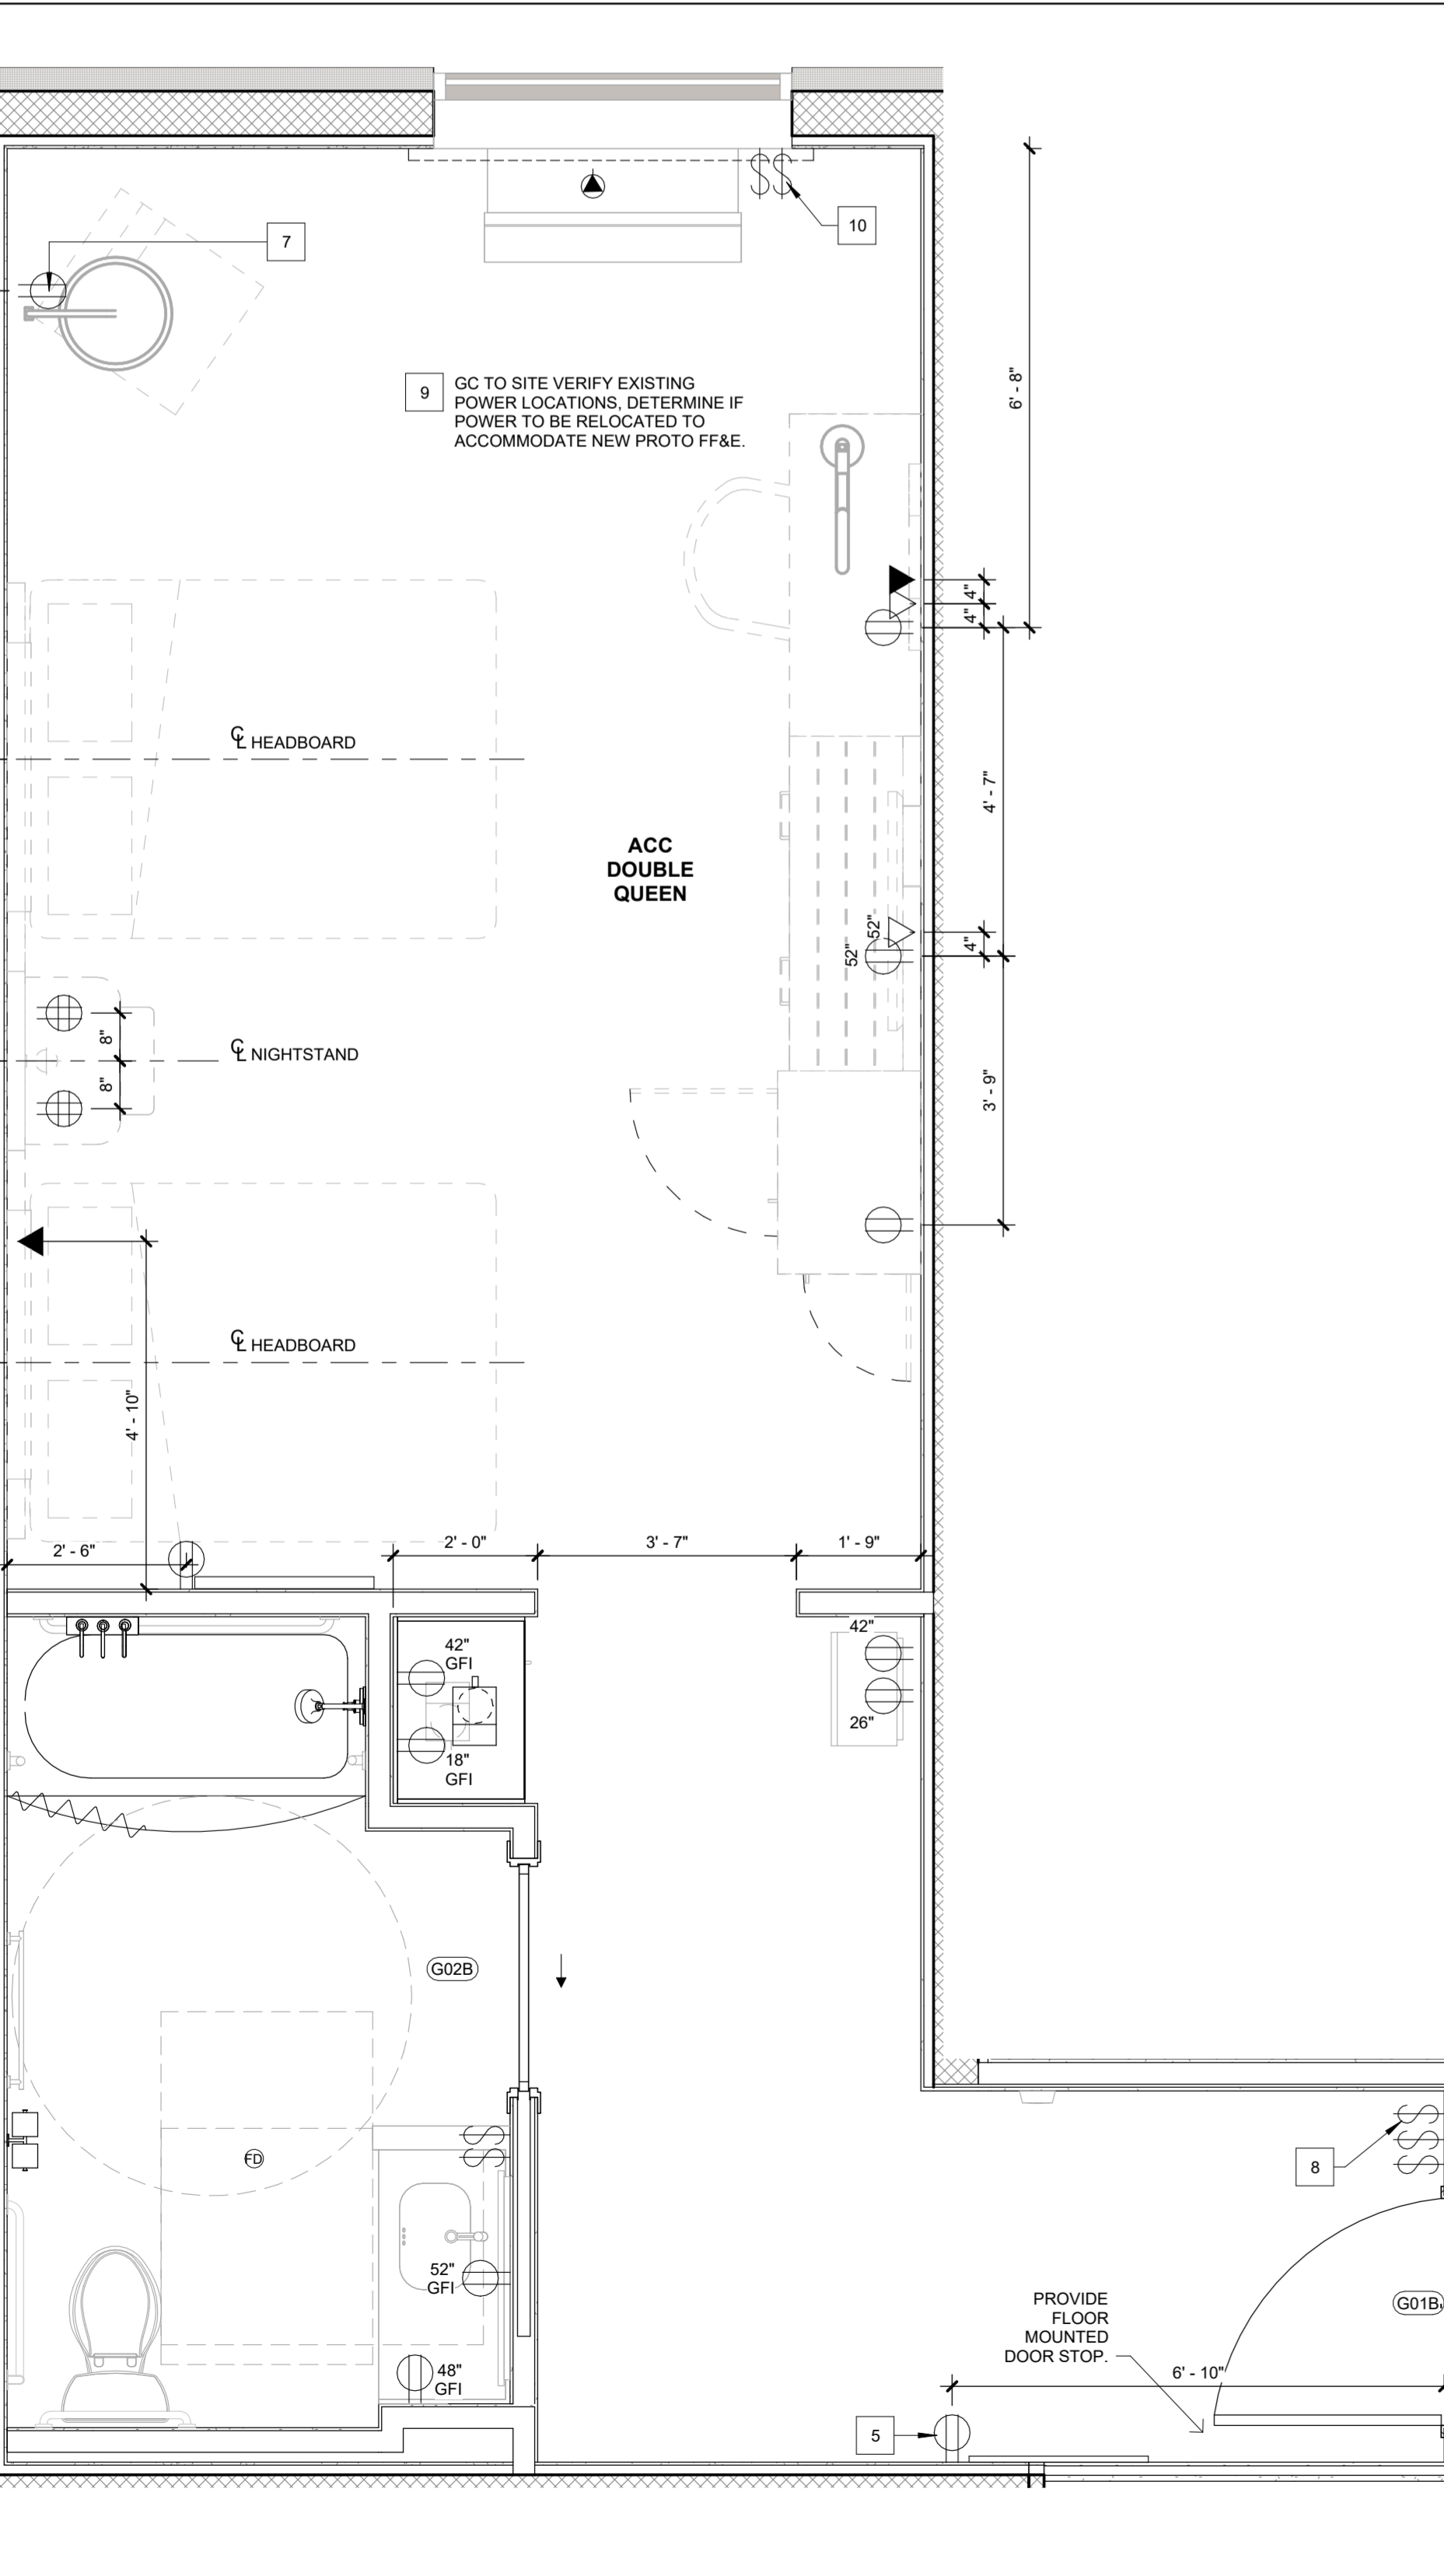 10
7
6' - 8"
9
GC TO SITE VERIFY EXISTING
POWER LOCATIONS, DETERMINE IF
POWER TO BE RELOCATED TO
ACCOMMODATE NEW PROTO FF&E.
4"
4"
℄ HEADBOARD
4' - 7"
ACC
DOUBLE
QUEEN
52"
52"
4"
8"
℄ NIGHTSTAND
8"
3' - 9"
℄ HEADBOARD
4' - 10"
2' - 6"
2' - 0"
3' - 7"
1' - 9"
42"
GFI
42"
26"
18"
GFI
G02B
FD
8
52"
GFI
PROVIDE
FLOOR
MOUNTED
DOOR STOP.
G01B
6' - 10"
48"
GFI
5